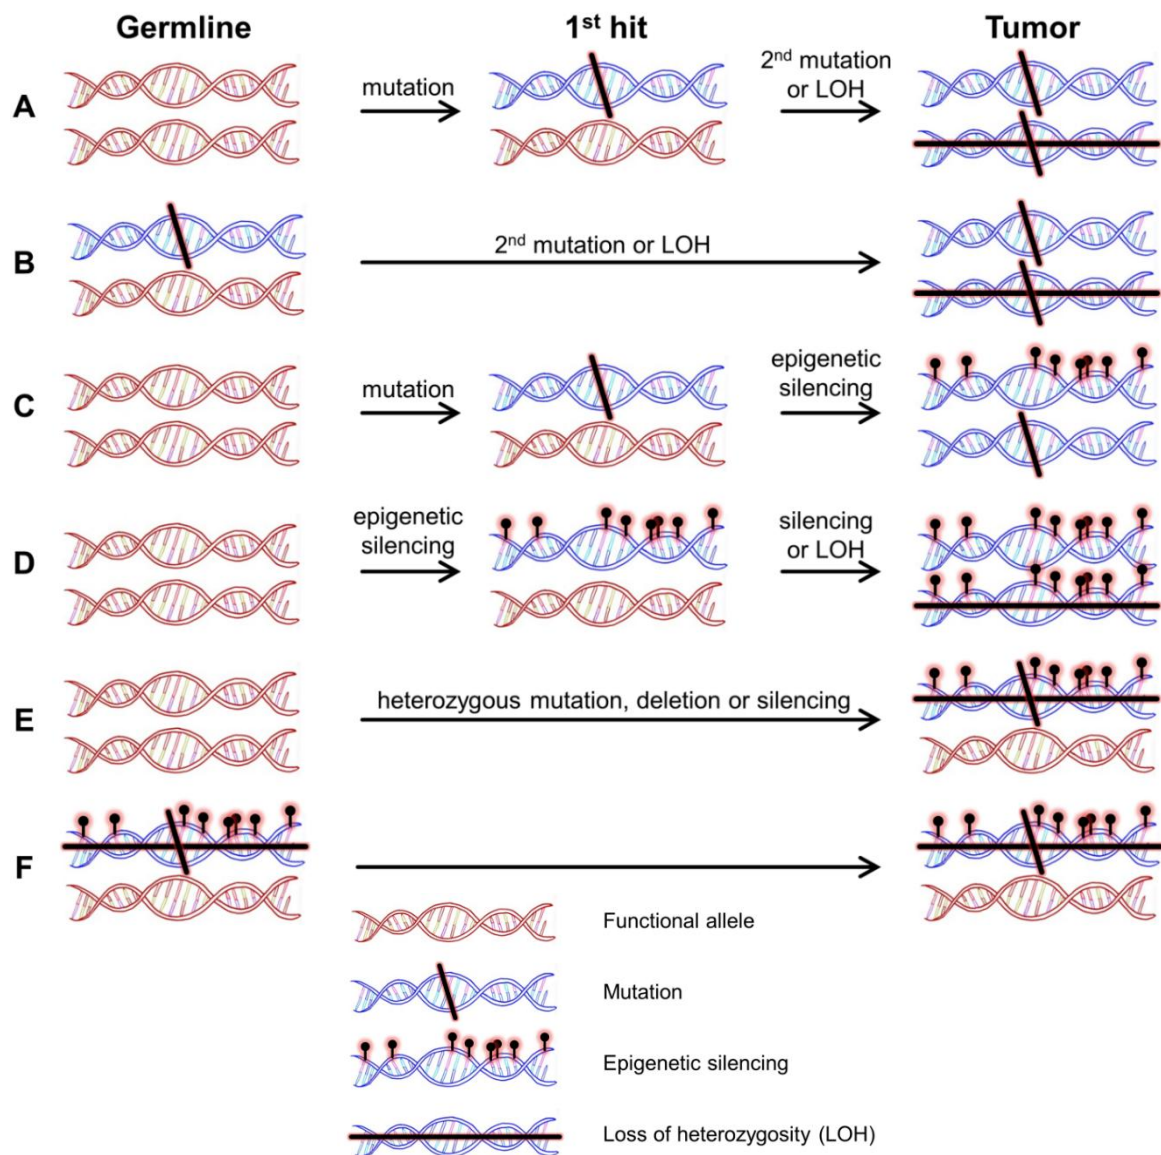 Germline 1st hit Tumor
A mutation 2nd mutation
or LOH
B 2nd mutation or LOH
C mutation epigenetic
silencing
D epigenetic
silencing silencing
or LOH
E heterozygous mutation, deletion or silencing
F
Functional allele
Mutation
Epigenetic silencing
Loss of heterozygosity (LOH)